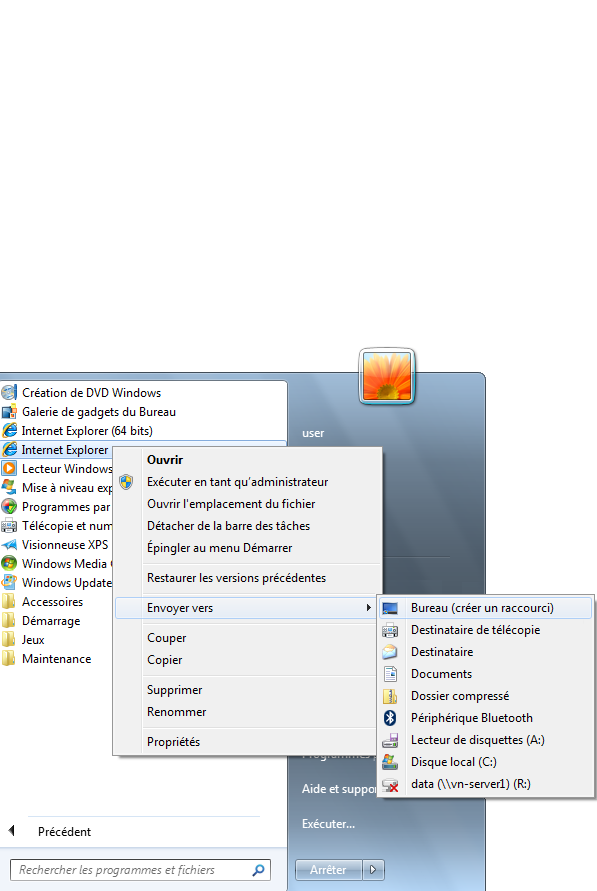 Création de DVD Windows
Galerie de gadgets du Bureau
Internet Explorer (64 bits)
Internet Explorer
Lecteur Windows
Mise à niveau
Programmes par
Télécopie et
Visionneuse XPS
Windows Media
Windows Update
Accessoires
Démarrage
Jeux
Maintenance
Précédent
Rechercher les programmes et fichiers
user
Aide et
Exécuter...
Arrêter
Ouvrir
Exécuter en tant qu'administrateur
Ouvrir l'emplacement du fichier
Détacher de la barre des tâches
Épingler au menu Démarrer
Restaurer les versions précédentes
Envoyer vers
Couper
Copier
Supprimer
Renommer
Propriétés
Bureau (créer un raccourci)
Destinataire de télécopie
Destinataire
Documents
Dossier compressé
Périphérique Bluetooth
Lecteur de disquettes (A:)
Disque local (C:)
data (\\vn-server1) (R:)